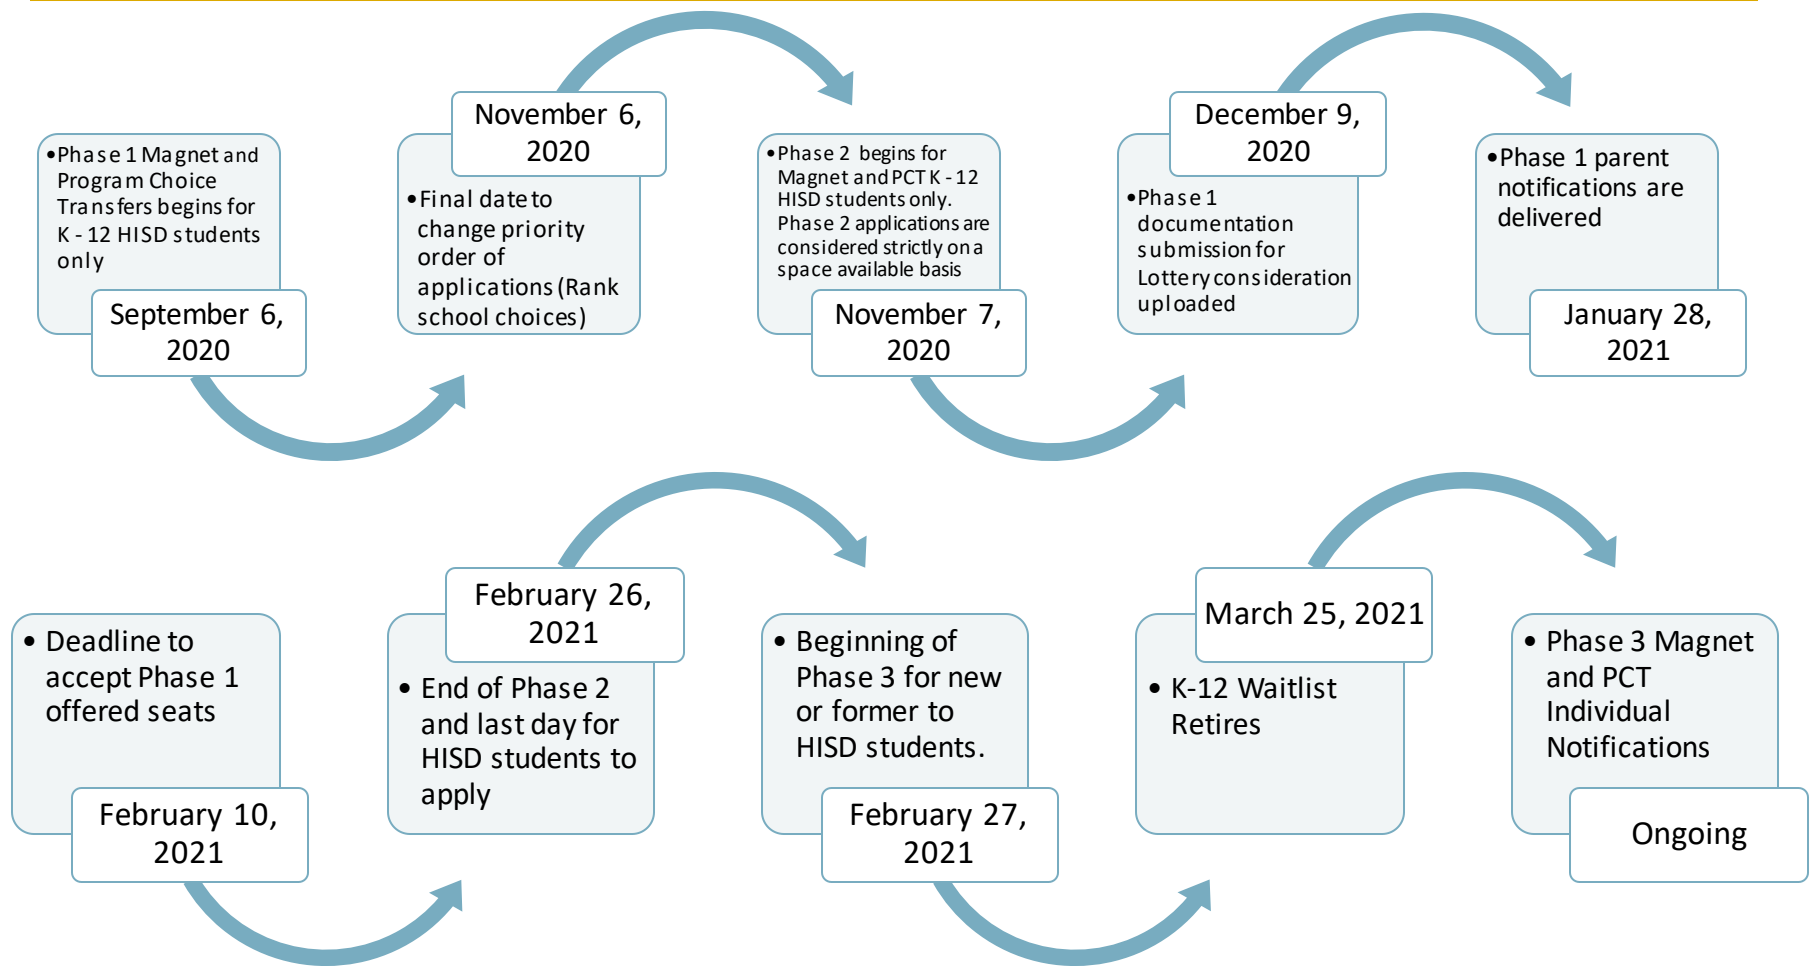 •Phase 1 Magnet and
Program Choice
Transfers begins for
K - 12 HISD students
only
September 6,
2020
November 6,
2020
•Final date to
change priority
order of
applications (Rank
school choices)
•Phase 2 begins for
Magnet and PCT K - 12
HISD students only.
Phase 2 applications are
considered strictly on a
space available basis
November 7,
2020
December 9,
2020
•Phase 1
documentation
submission for
Lottery consideration
uploaded
•Phase 1 parent
notifications are
delivered
January 28,
2021
• Deadline to
accept Phase 1
offered seats
February 10,
2021
February 26,
2021
• End of Phase 2
and last day for
HISD students to
apply
• Beginning of
Phase 3 for new
or former to
HISD students.
February 27,
2021
March 25, 2021
• K-12 Waitlist
Retires
• Phase 3 Magnet
and PCT
Individual
Notifications
Ongoing